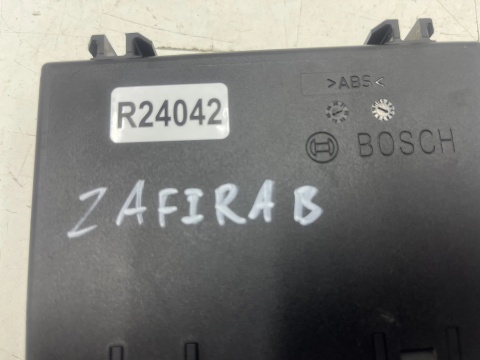 >ABS<
R24042
BOSCH
ZAFIRA B